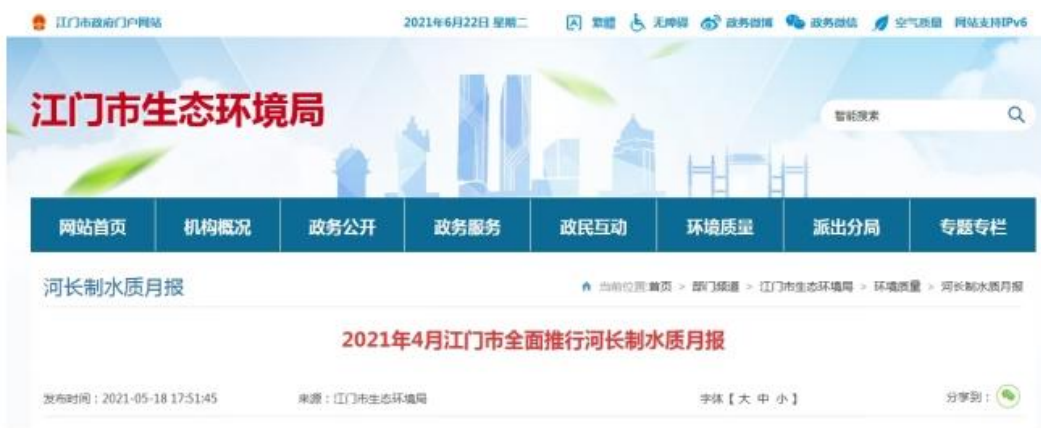 江门市政府门户网站 2021年6月22日 星期二 A 繁體 无障碍 政务微博 政务微信 空气质量 网站支持IPv6
江门市生态环境局
智能搜索
网站首页 机构概况 政务公开 政务服务 政民互动 环境质量 派出分局 专题专栏
河长制水质月报 当前位置:首页 > 部门频道 > 江门市生态环境局 > 环境质量 > 河长制水质月报
2021年4月江门市全面推行河长制水质月报
发布时间：2021-05-18 17:51:45 来源：江门市生态环境局 字体【大 中 小】 分享到：